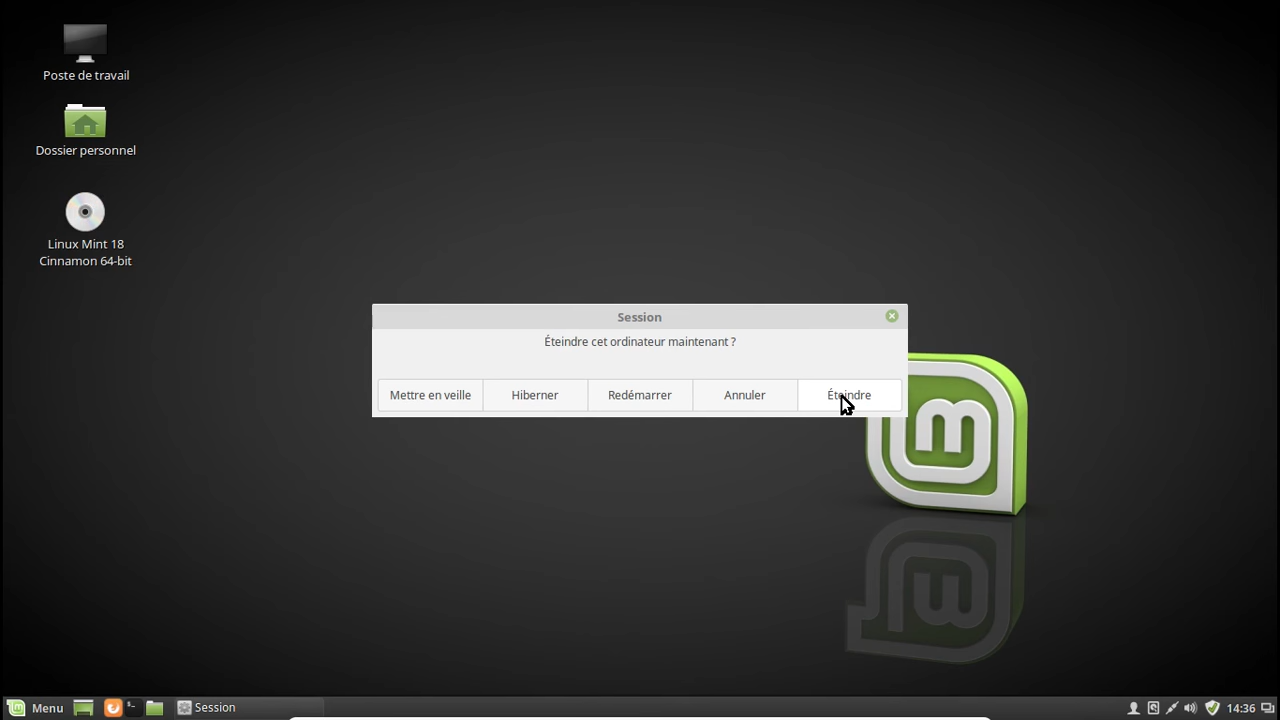 Poste de travail
Dossier personnel
Linux Mint 18
Cinnamon 64-bit
Session
Éteindre cet ordinateur maintenant ?
Mettre en veille
Hiberner
Redémarrer
Annuler
Éteindre
Menu
Session
14:36